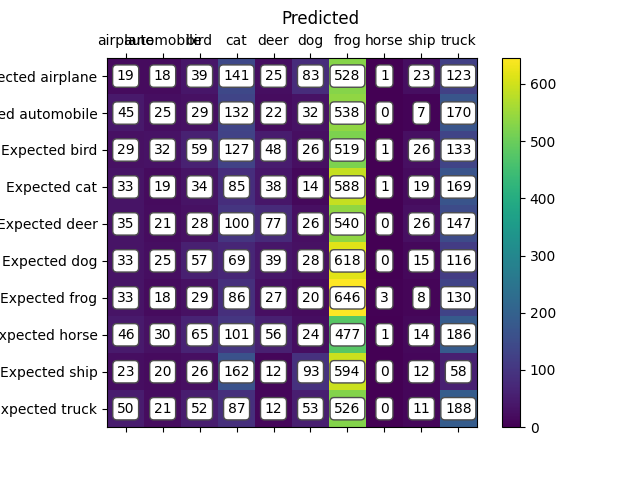 Predicted
airplane automobile bird cat deer dog frog horse ship truck
ected airplane 19 18 39 141 25 83 528 1 23 123
ed automobile 45 25 29 132 22 32 538 0 7 170
Expected bird 29 32 59 127 48 26 519 1 26 133
Expected cat 33 19 34 85 38 14 588 1 19 169
Expected deer 35 21 28 100 77 26 540 0 26 147
Expected dog 33 25 57 69 39 28 618 0 15 116
Expected frog 33 18 29 86 27 20 646 3 8 130
xpected horse 46 30 65 101 56 24 477 1 14 186
Expected ship 23 20 26 162 12 93 594 0 12 58
xpected truck 50 21 52 87 12 53 526 0 11 188
600
500
400
300
200
100
0